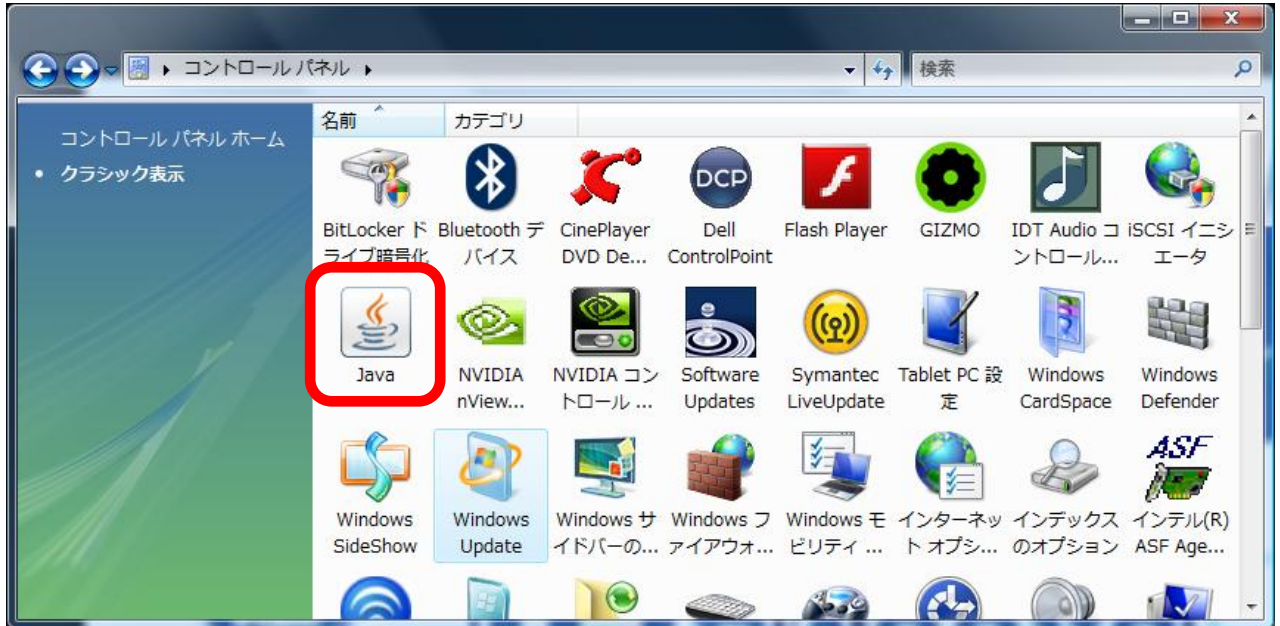 コントロール パネル
検索
コントロール パネル ホーム
クラシック表示
名前 カテゴリ
DCP
BitLocker ド Bluetooth デ CinePlayer Dell Flash Player GIZMO IDT Audio コ iSCSI イニシ
ライブ暗号化 バイス DVD De... ControlPoint ントロール... エータ
Java NVIDIA NVIDIA コン Software Symantec Tablet PC 設 Windows Windows
nView... トロール ... Updates LiveUpdate 定 CardSpace Defender
ASF
Windows Windows Windows サ Windows フ Windows モ インターネッ インデックス インテル(R)
SideShow Update イドバーの... ァイアウォ... ビリティ ... ト オプシ... のオプション ASF Age...